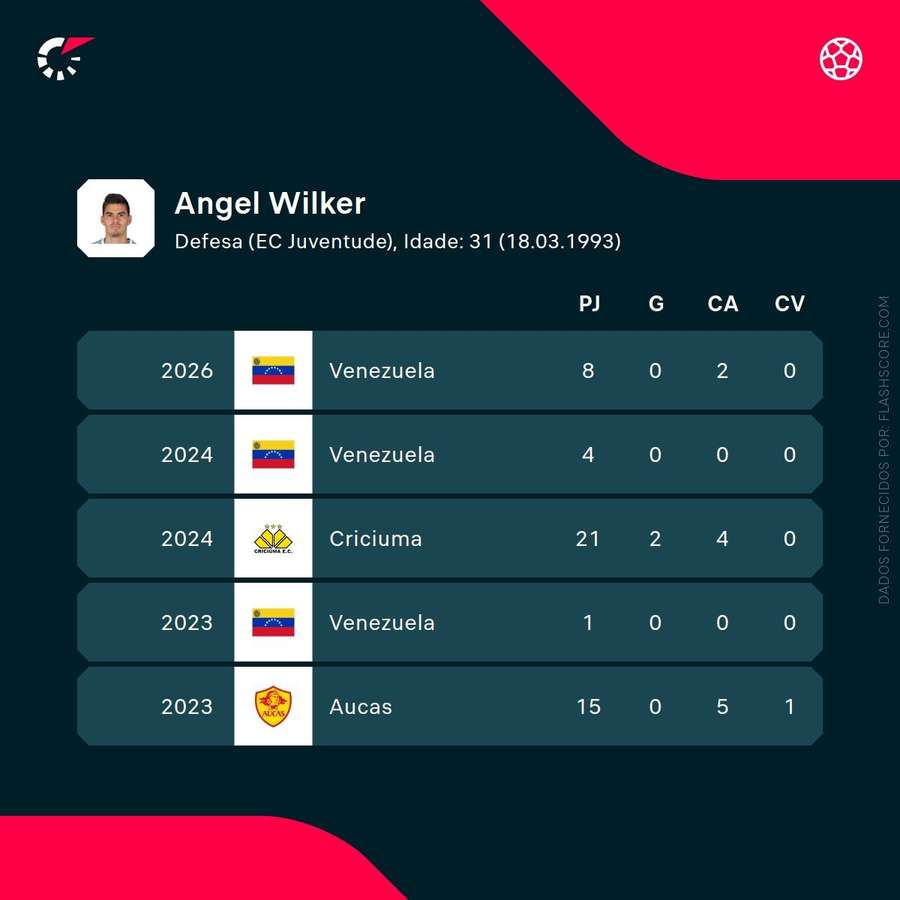 Angel Wilker
Defesa (EC Juventude), Idade: 31 (18.03.1993)
PJ G CA CV
2026 Venezuela 8 0 2 0
2024 Venezuela 4 0 0 0
2024 CRICIÚMA E.C. Criciuma 21 2 4 0
2023 Venezuela 1 0 0 0
2023 AUCAS Aucas 15 0 5 1
DADOS FORNECIDOS POR: FLASHSCORE.COM